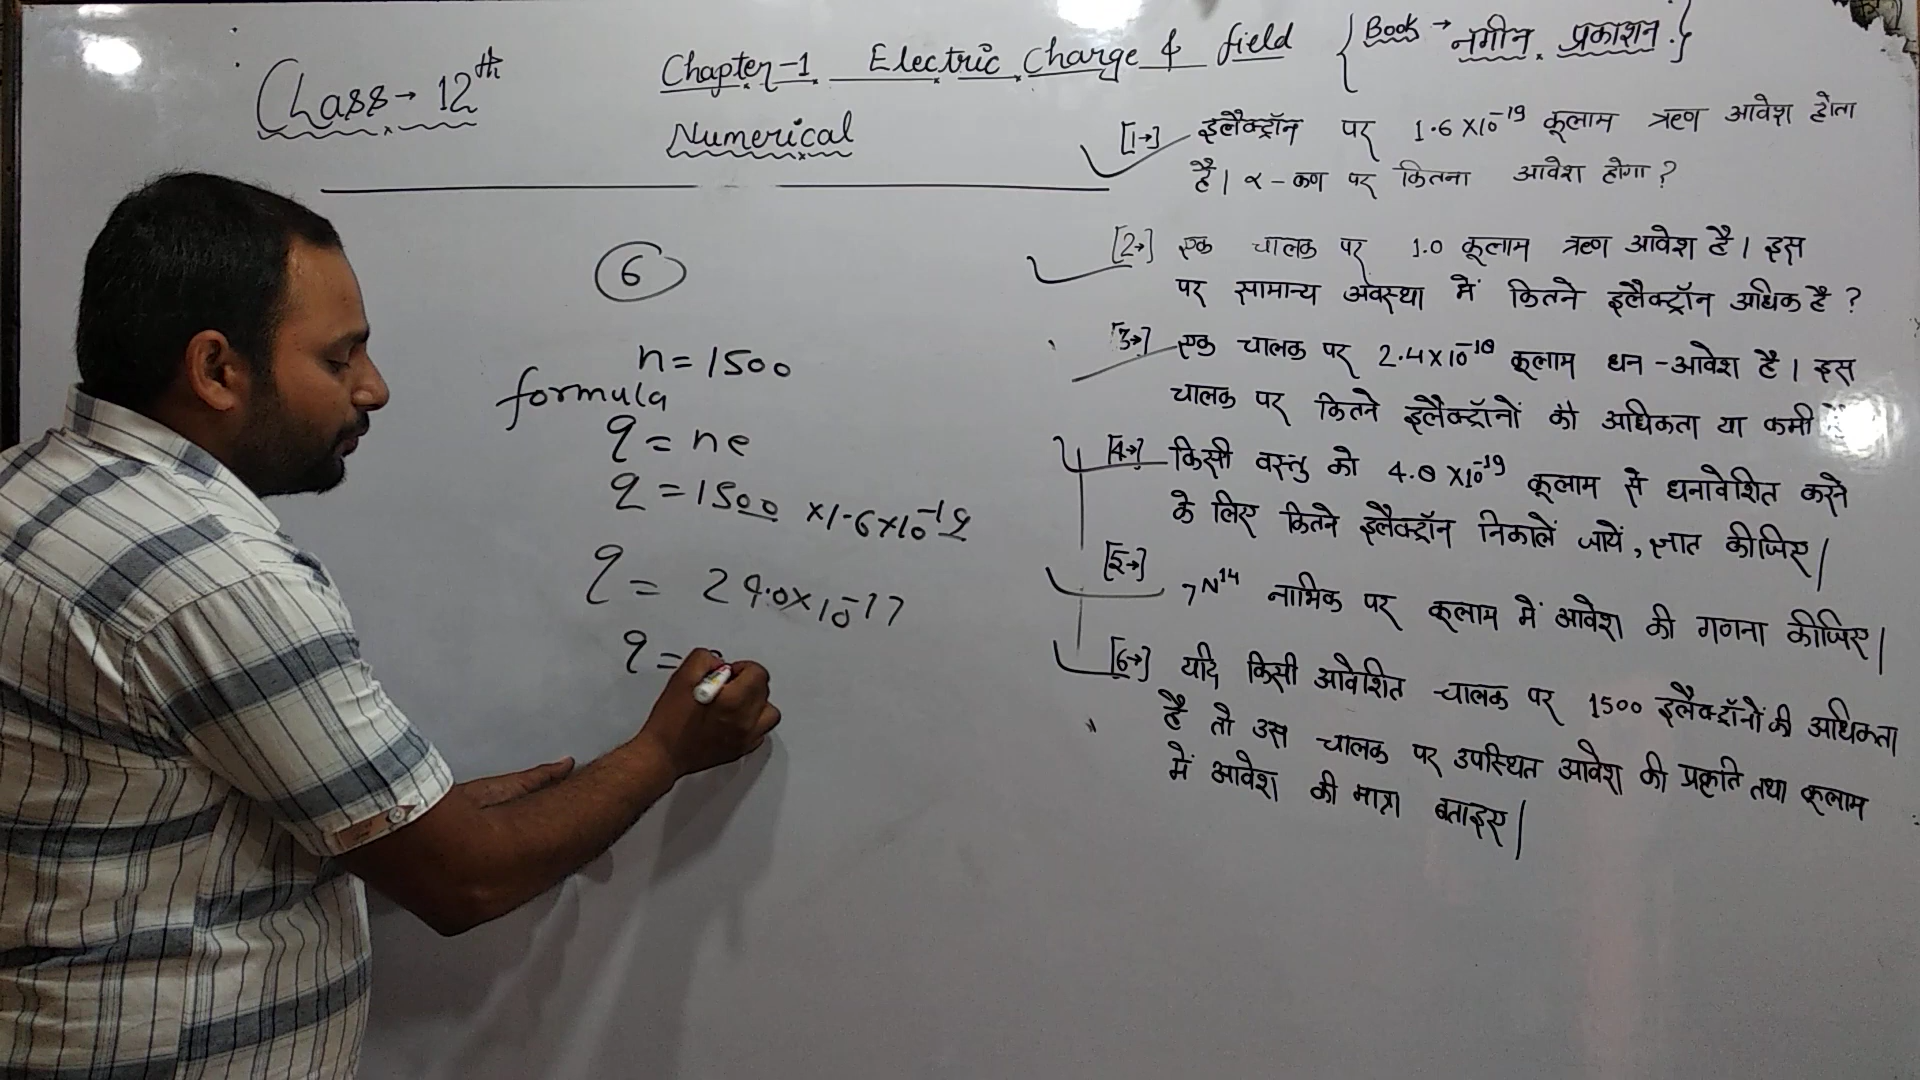 Class→ 12th
Chapter-1 Electric Charge & field
{ Book → नगीन प्रकाशन. }
Numerical
6
n = 1500
formula
q = ne
q = 1500 ×1.6×10⁻¹⁹
q = 24.0×10⁻¹⁷
q =
[1→] इलैक्ट्रॉन पर 1.6×10⁻¹⁹ कूलाम ऋण आवेश होता
है। α-कण पर कितना आवेश होगा?
[2→] एक चालक पर 1.0 कूलाम ऋण आवेश है। इस
पर सामान्य अवस्था में कितने इलैक्ट्रॉन अधिक है?
[3→] एक चालक पर 2.4×10⁻¹⁸ कूलाम धन-आवेश है। इस
चालक पर कितने इलैक्ट्रॉनों की अधिकता या कमी
[4→] किसी वस्तु को 4.8×10⁻¹⁹ कूलाम से धनावेशित करने
के लिए कितने इलैक्ट्रॉन निकालें जायें, ज्ञात कीजिए|
[5→] ₇N¹⁴ नाभिक पर कूलाम में आवेश की गणना कीजिए|
[6→] यदि किसी आवेशित चालक पर 1500 इलैक्ट्रॉनों की अधिकता
है तो उस चालक पर उपस्थित आवेश की प्रकृति तथा कूलाम
में आवेश की मात्रा बताइए|